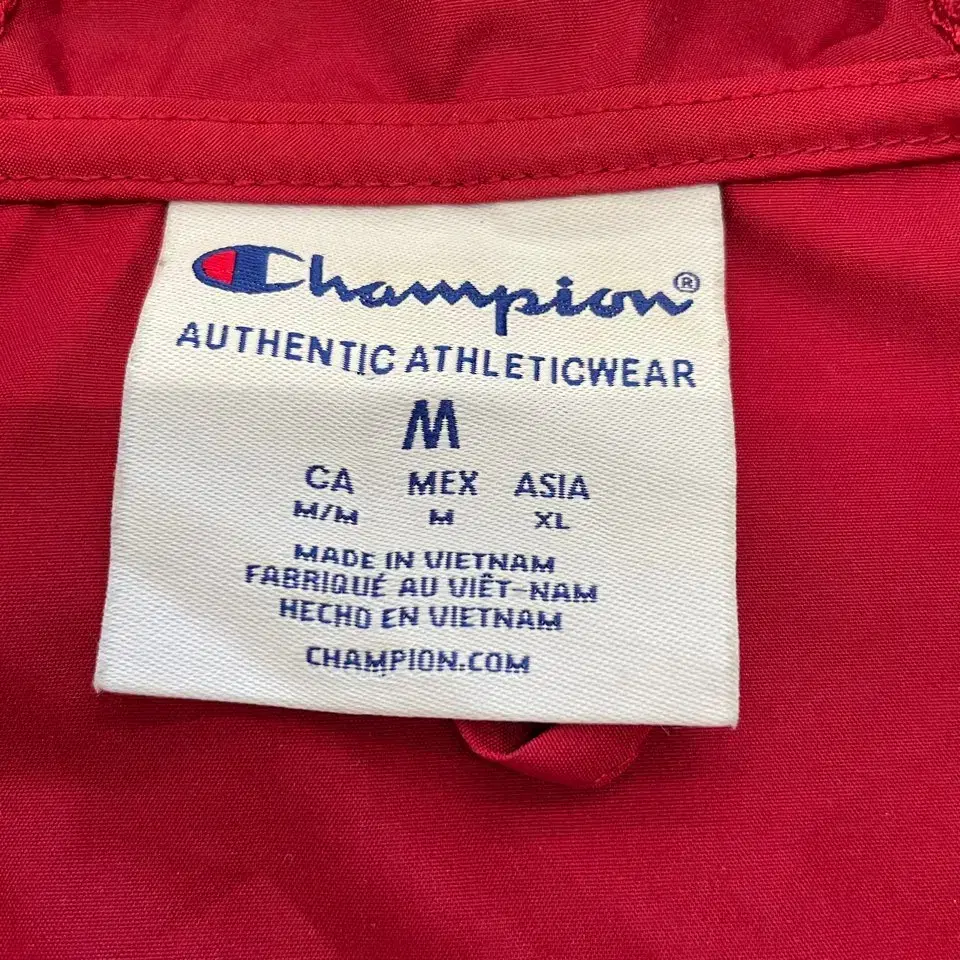 Champion®
AUTHENTIC ATHLETICWEAR
M
CA MEX ASIA
M/M M XL
MADE IN VIETNAM
FABRIQUÉ AU VIÊT-NAM
HECHO EN VIETNAM
CHAMPION.COM